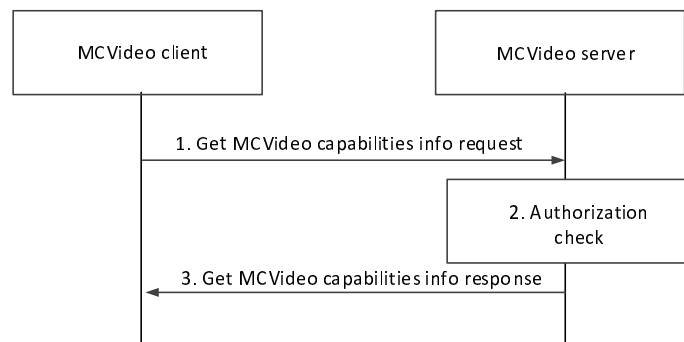 MCVideo client
MCVideo server
1. Get MCVideo capabilities info request
2. Authorization
check
3. Get MCVideo capabilities info response